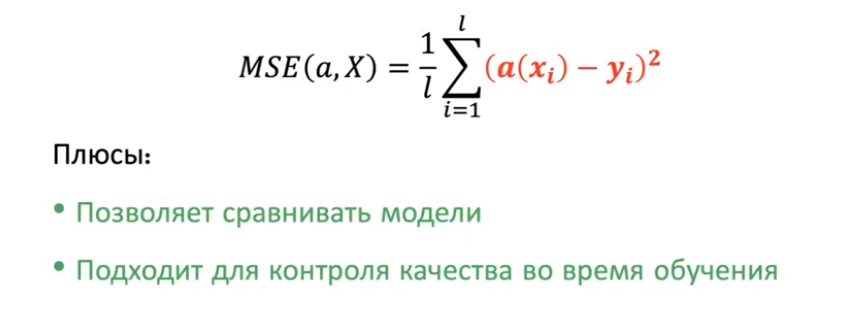 MSE(a, X) = \frac{1}{l} \sum_{i=1}^{l} (a(x_i) − y_i)^2
Плюсы:
• Позволяет сравнивать модели
• Подходит для контроля качества во время обучения